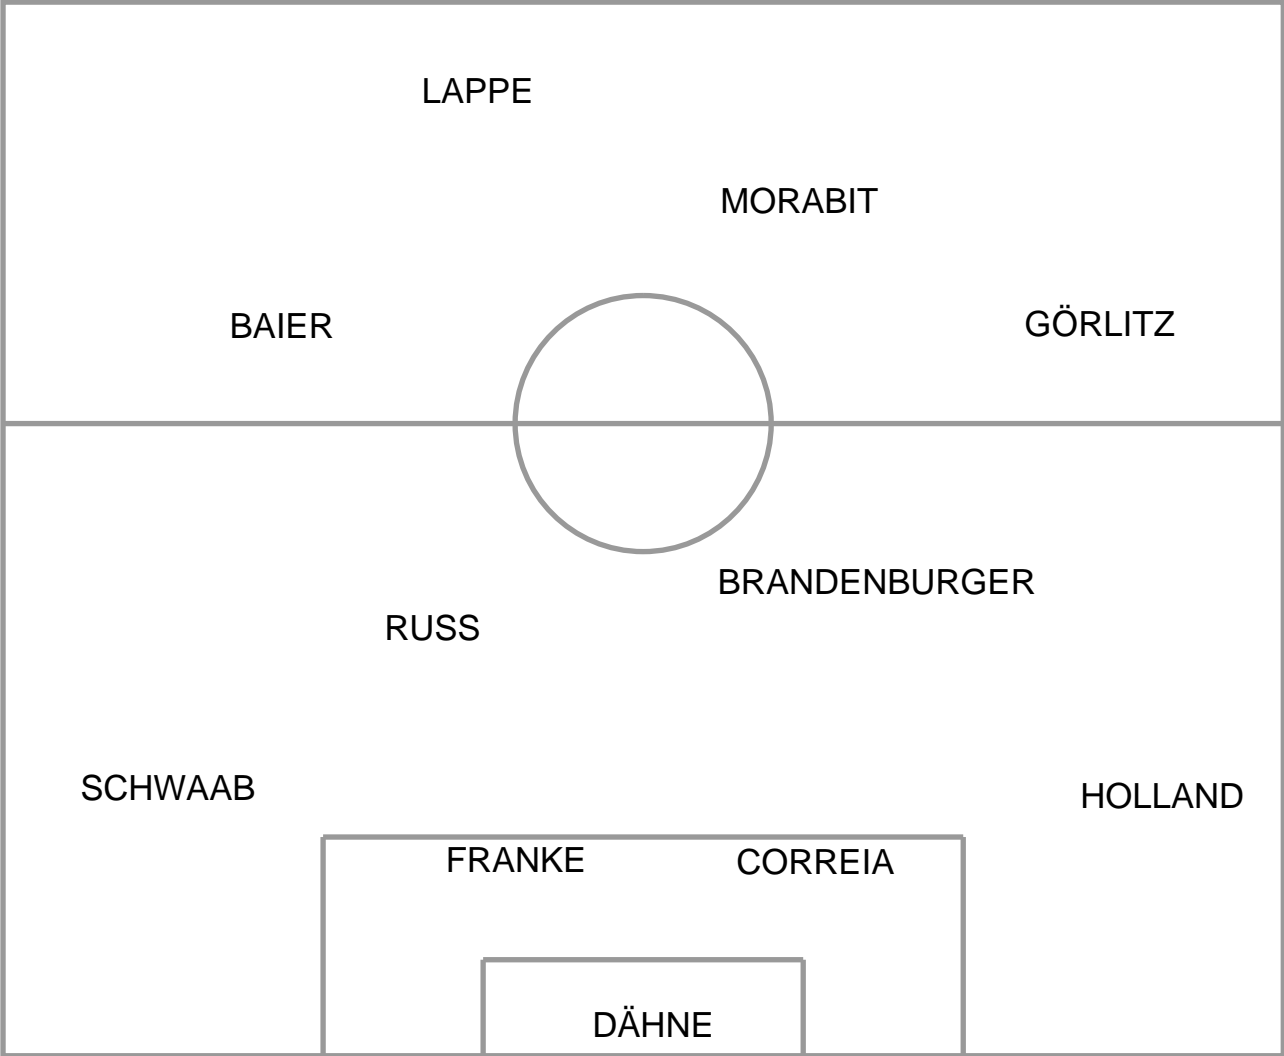 LAPPE
MORABIT
BAIER
GÖRLITZ
BRANDENBURGER
RUSS
SCHWAAB
HOLLAND
FRANKE
CORREIA
DÄHNE